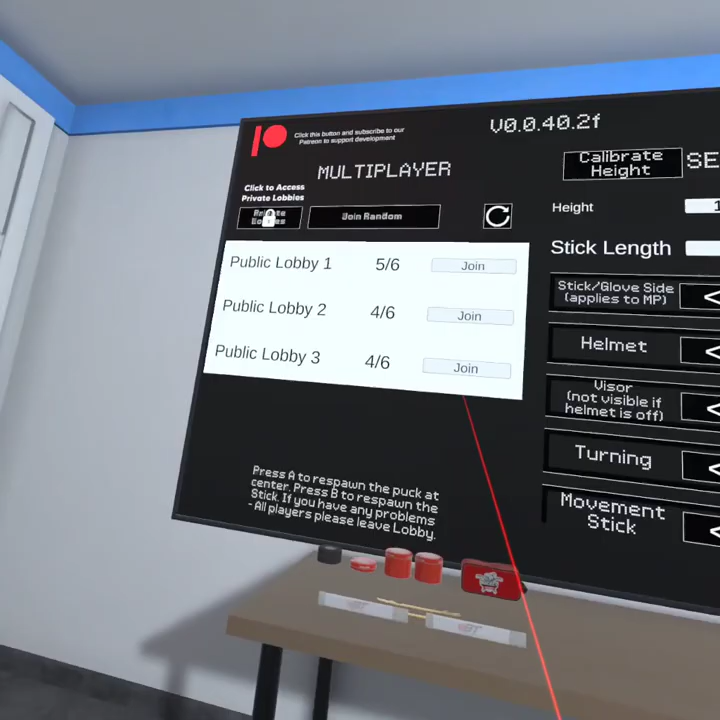 Click this button and subscribe to our
Patreon to support development
V0.0.40.2f
MULTIPLAYER
Calibrate
Height
SE
Click to Access
Private Lobbies
Join Random
Height
Stick Length
Public Lobby 1 5/6 Join
Public Lobby 2 4/6 Join
Public Lobby 3 4/6 Join
Stick/Glove Side
(applies to MP)
<
Helmet
<
Visor
(not visible if
helmet is off)
<
Turning
<
Movement
Stick
<
Press A to respawn the puck at
center. Press B to respawn the
Stick. If you have any problems
- All players please leave Lobby.